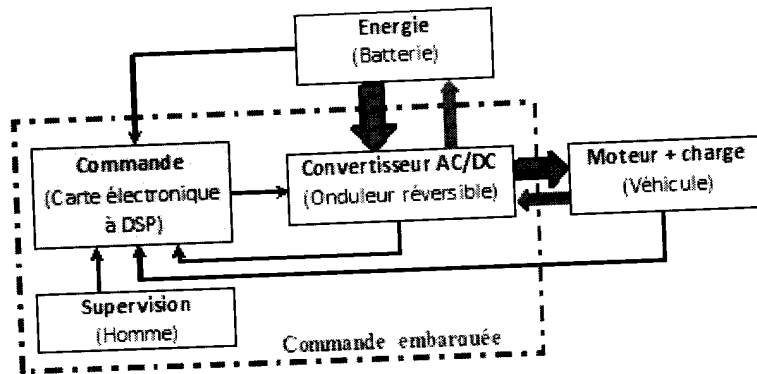 Energie
(Batterie)
Commande
(Carte électronique
à DSP)
Convertisseur AC/DC
(Onduleur réversible)
Moteur + charge
(Véhicule)
Supervision
(Homme)
Commande embarquée